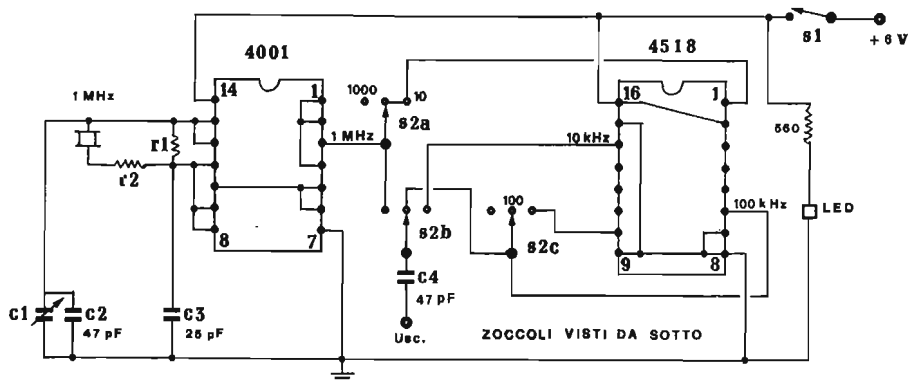 s1
+ 6 V
4001
4518
14
1
1 MHz
1000
10
s2a
1 MHz
16
1
560
r1
r2
10 kHz
100
100 kHz
LED
8
7
s2b
s2c
9
8
c1
c2
47 pF
c3
25 pF
c4
47 pF
Usc.
ZOCCOLI VISTI DA SOTTO